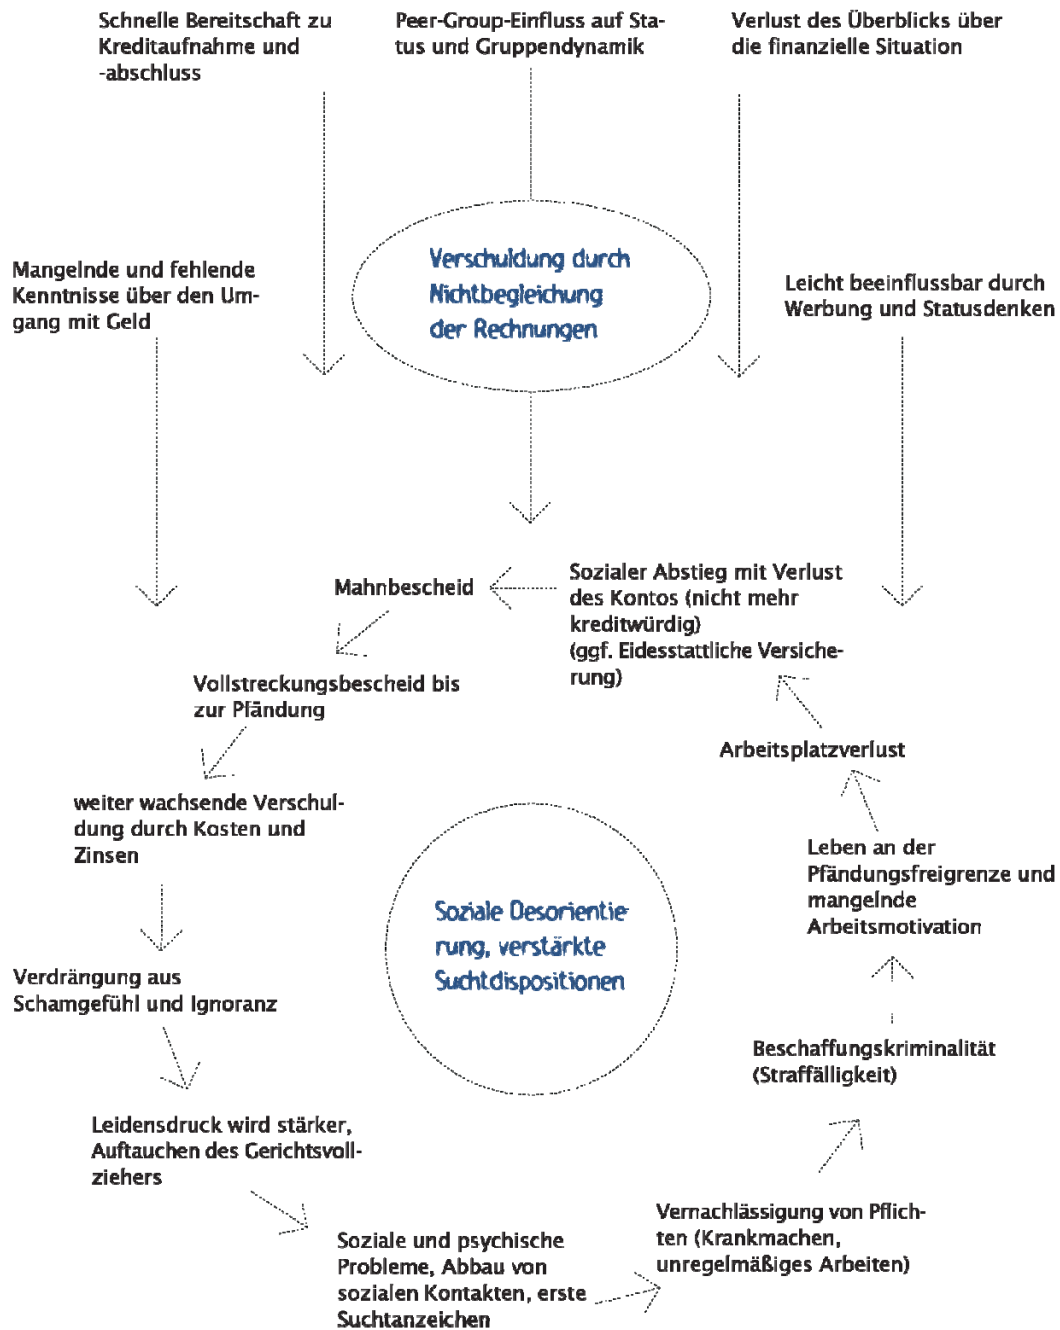 Schnelle Bereitschaft zu
Kreditaufnahme und
-abschluss
Peer-Group-Einfluss auf Sta-
tus und Gruppendynamik
Verlust des Überblicks über
die finanzielle Situation
Mangelnde und fehlende
Kenntnisse über den Um-
gang mit Geld
Verschuldung durch
Nichtbegleichung
der Rechnungen
Leicht beeinflussbar durch
Werbung und Statusdenken
Mahnbescheid
Sozialer Abstieg mit Verlust
des Kontos (nicht mehr
kreditwürdig)
(ggf. Eidesstattliche Versiche-
rung)
Vollstreckungsbescheid bis
zur Pfändung
Arbeitsplatzverlust
weiter wachsende Verschul-
dung durch Kosten und
Zinsen
Leben an der
Pfändungsfreigrenze und
mangelnde
Arbeitsmotivation
Soziale Desorientie-
rung, verstärkte
Suchtdispositionen
Verdrängung aus
Schamgefühl und Ignoranz
Beschaffungskriminalität
(Straffälligkeit)
Leidensdruck wird stärker,
Auftauchen des Gerichtsvoll-
ziehers
Vernachlässigung von Pflich-
ten (Krankmachen,
unregelmäßiges Arbeiten)
Soziale und psychische
Probleme, Abbau von
sozialen Kontakten, erste
Suchtanzeichen